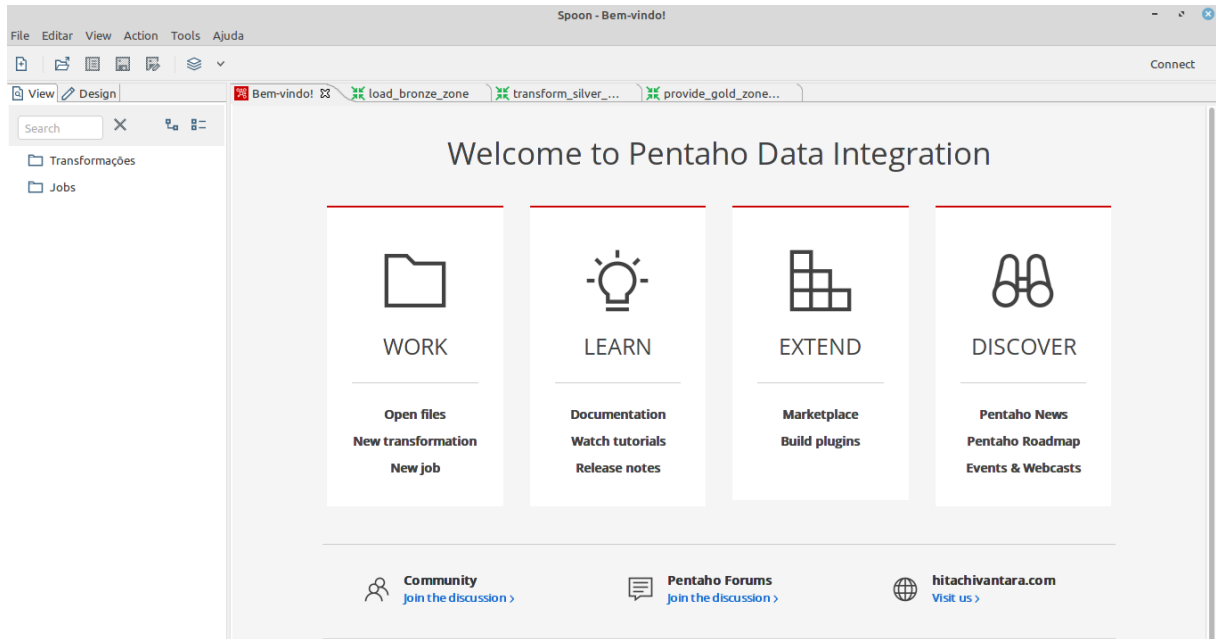 Spoon - Bem-vindo!
File Editar View Action Tools Ajuda
Connect
View Design
Bem-vindo! load_bronze_zone transform_silver_... provide_gold_zone...
Search
Transformações
Jobs
Welcome to Pentaho Data Integration
WORK
Open files
New transformation
New job
LEARN
Documentation
Watch tutorials
Release notes
EXTEND
Marketplace
Build plugins
DISCOVER
Pentaho News
Pentaho Roadmap
Events & Webcasts
Community
Join the discussion >
Pentaho Forums
Join the discussion >
hitachivantara.com
Visit us >